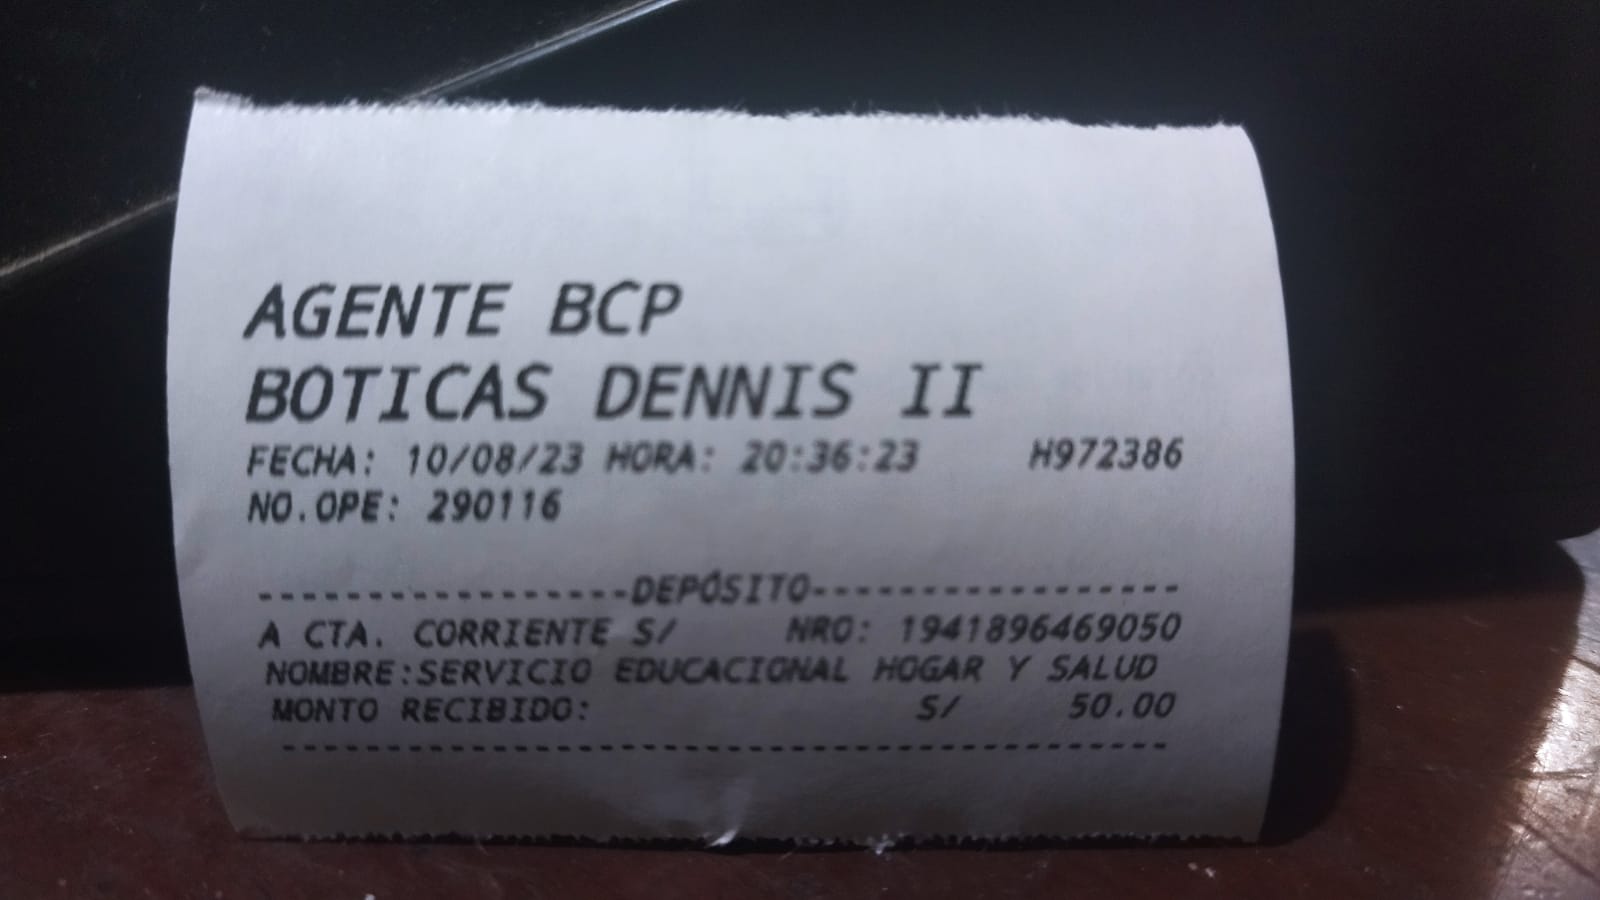 AGENTE BCP
BOTICAS DENNIS II
FECHA: 10/08/23 HORA: 20:36:23 H972386
NO.OPE: 290116
-----------------DEPÓSITO-----------------
A CTA. CORRIENTE S/ NRO: 1941896469050
NOMBRE:SERVICIO EDUCACIONAL HOGAR Y SALUD
MONTO RECIBIDO: S/ 50.00
------------------------------------------